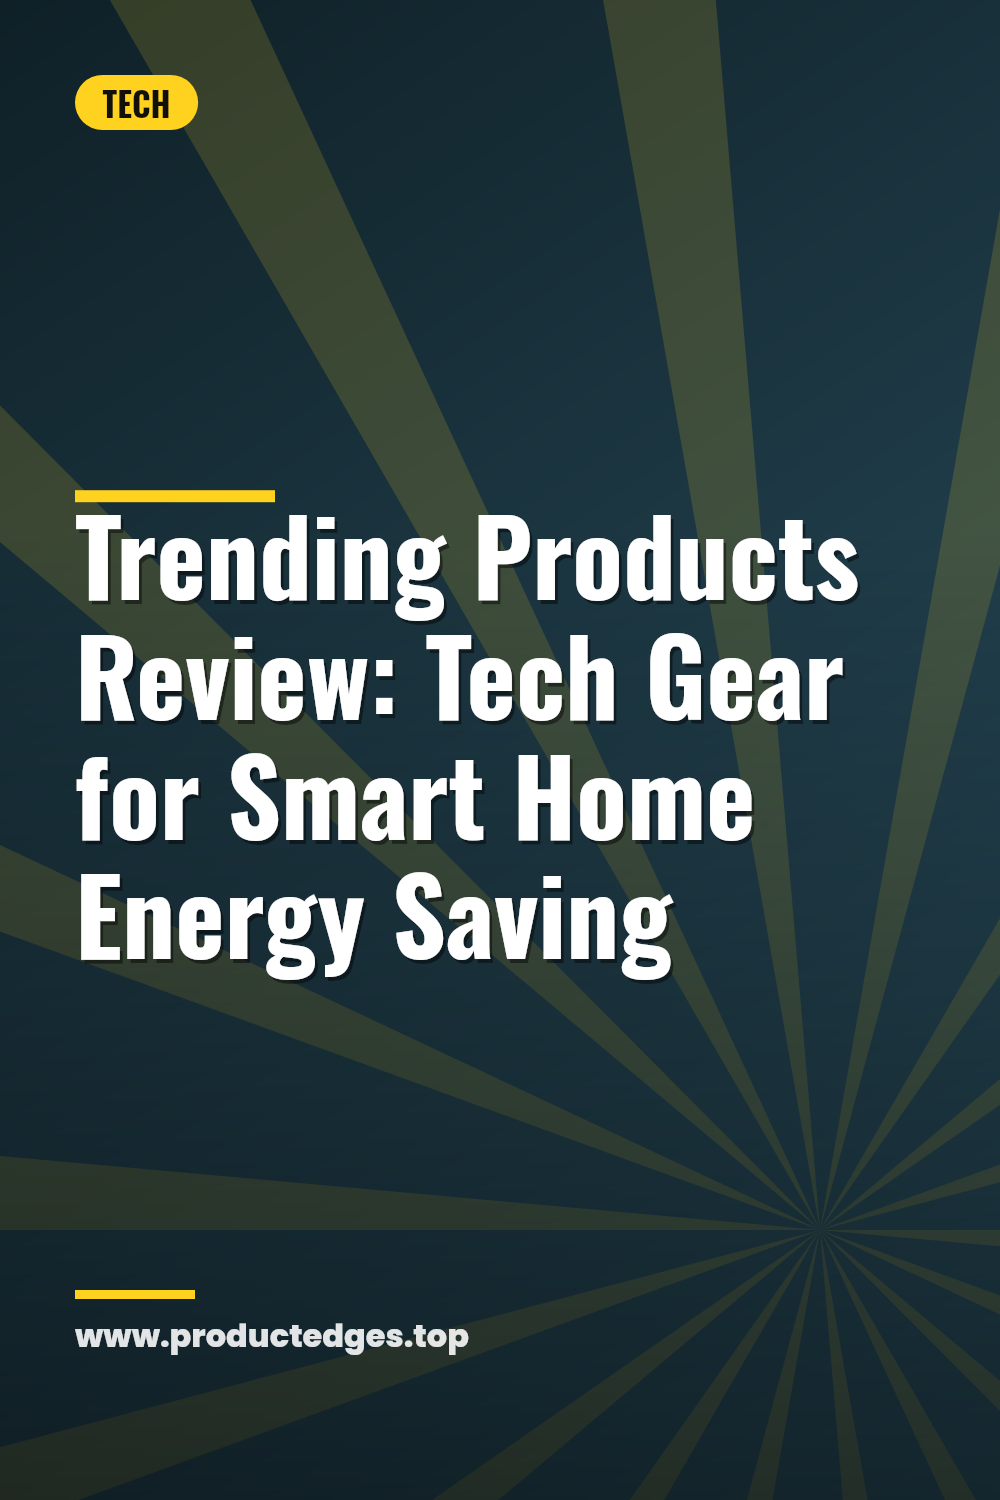 TECH
Trending Products
Review: Tech Gear
for Smart Home
Energy Saving
www.productedges.top